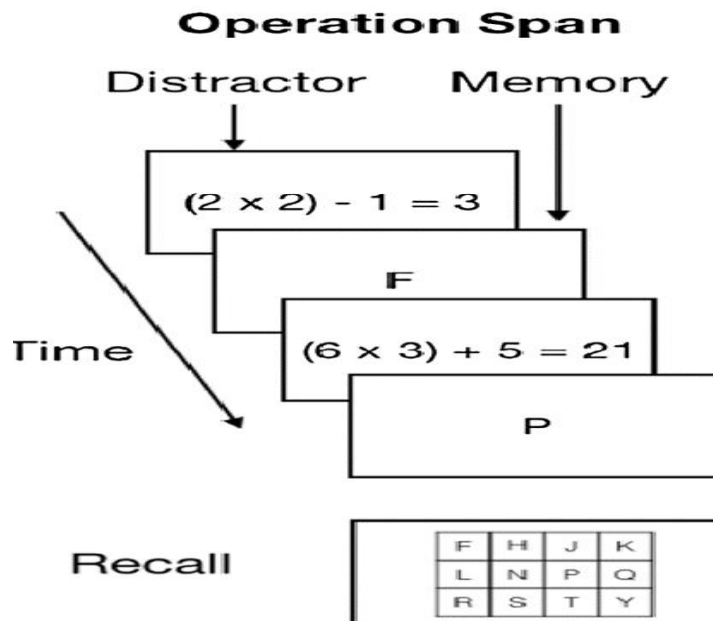 Operation Span
Distractor Memory
(2 x 2) - 1 = 3
F
Time
(6 x 3) + 5 = 21
P
Recall
F H J K
L N P Q
R S T Y